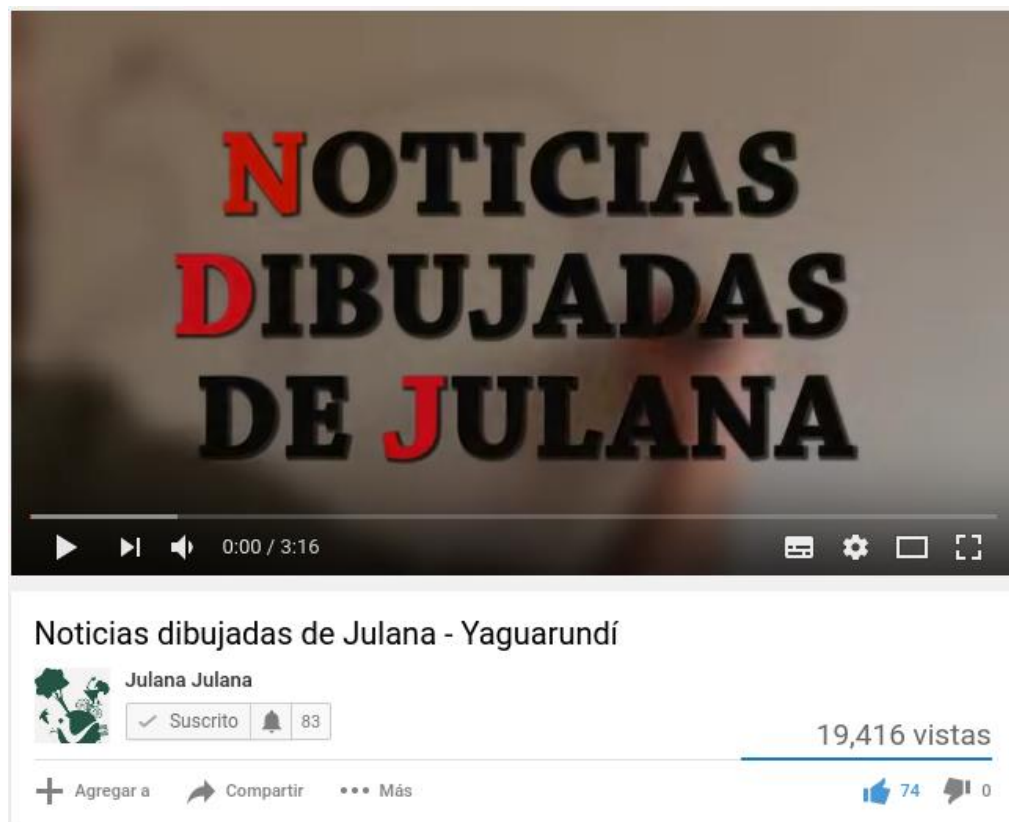 NOTICIAS
DIBUJADAS
DE JULANA
0:00 / 3:16
Noticias dibujadas de Julana - Yaguarundí
Julana Julana
Suscrito 83
19,416 vistas
Agregar a Compartir Más 74 0